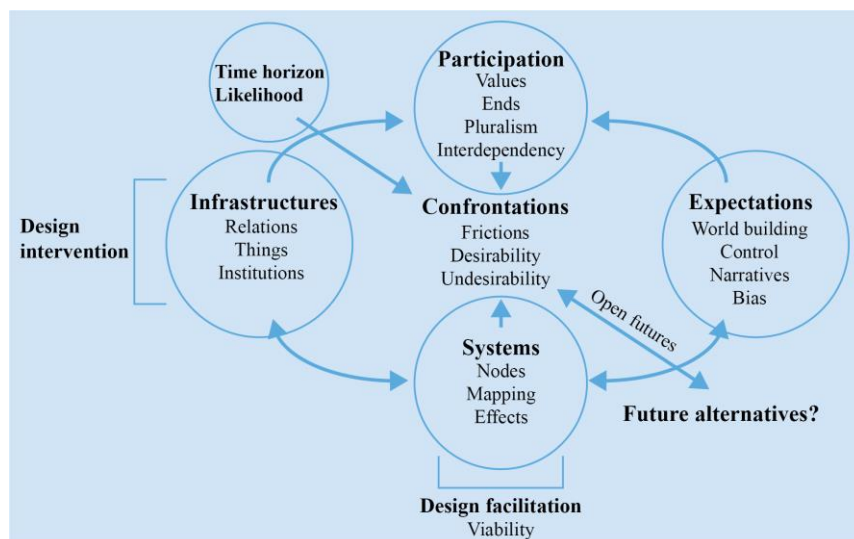 Time horizon
Likelihood
Participation
Values
Ends
Pluralism
Interdependency
Design
intervention
Infrastructures
Relations
Things
Institutions
Confrontations
Frictions
Desirability
Undesirability
Expectations
World building
Control
Narratives
Bias
Open futures
Systems
Nodes
Mapping
Effects
Future alternatives?
Design facilitation
Viability